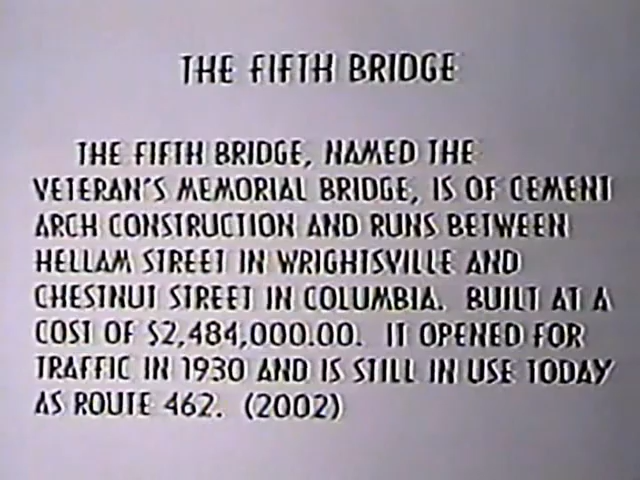 THE FIFTH BRIDGE
THE FIFTH BRIDGE, NAMED THE
VETERAN'S MEMORIAL BRIDGE, IS OF CEMENT
ARCH CONSTRUCTION AND RUNS BETWEEN
HELLAM STREET IN WRIGHTSVILLE AND
CHESTNUT STREET IN COLUMBIA. BUILT AT A
COST OF $2,484,000.00. IT OPENED FOR
TRAFFIC IN 1930 AND IS STILL IN USE TODAY
AS ROUTE 462. (2002)